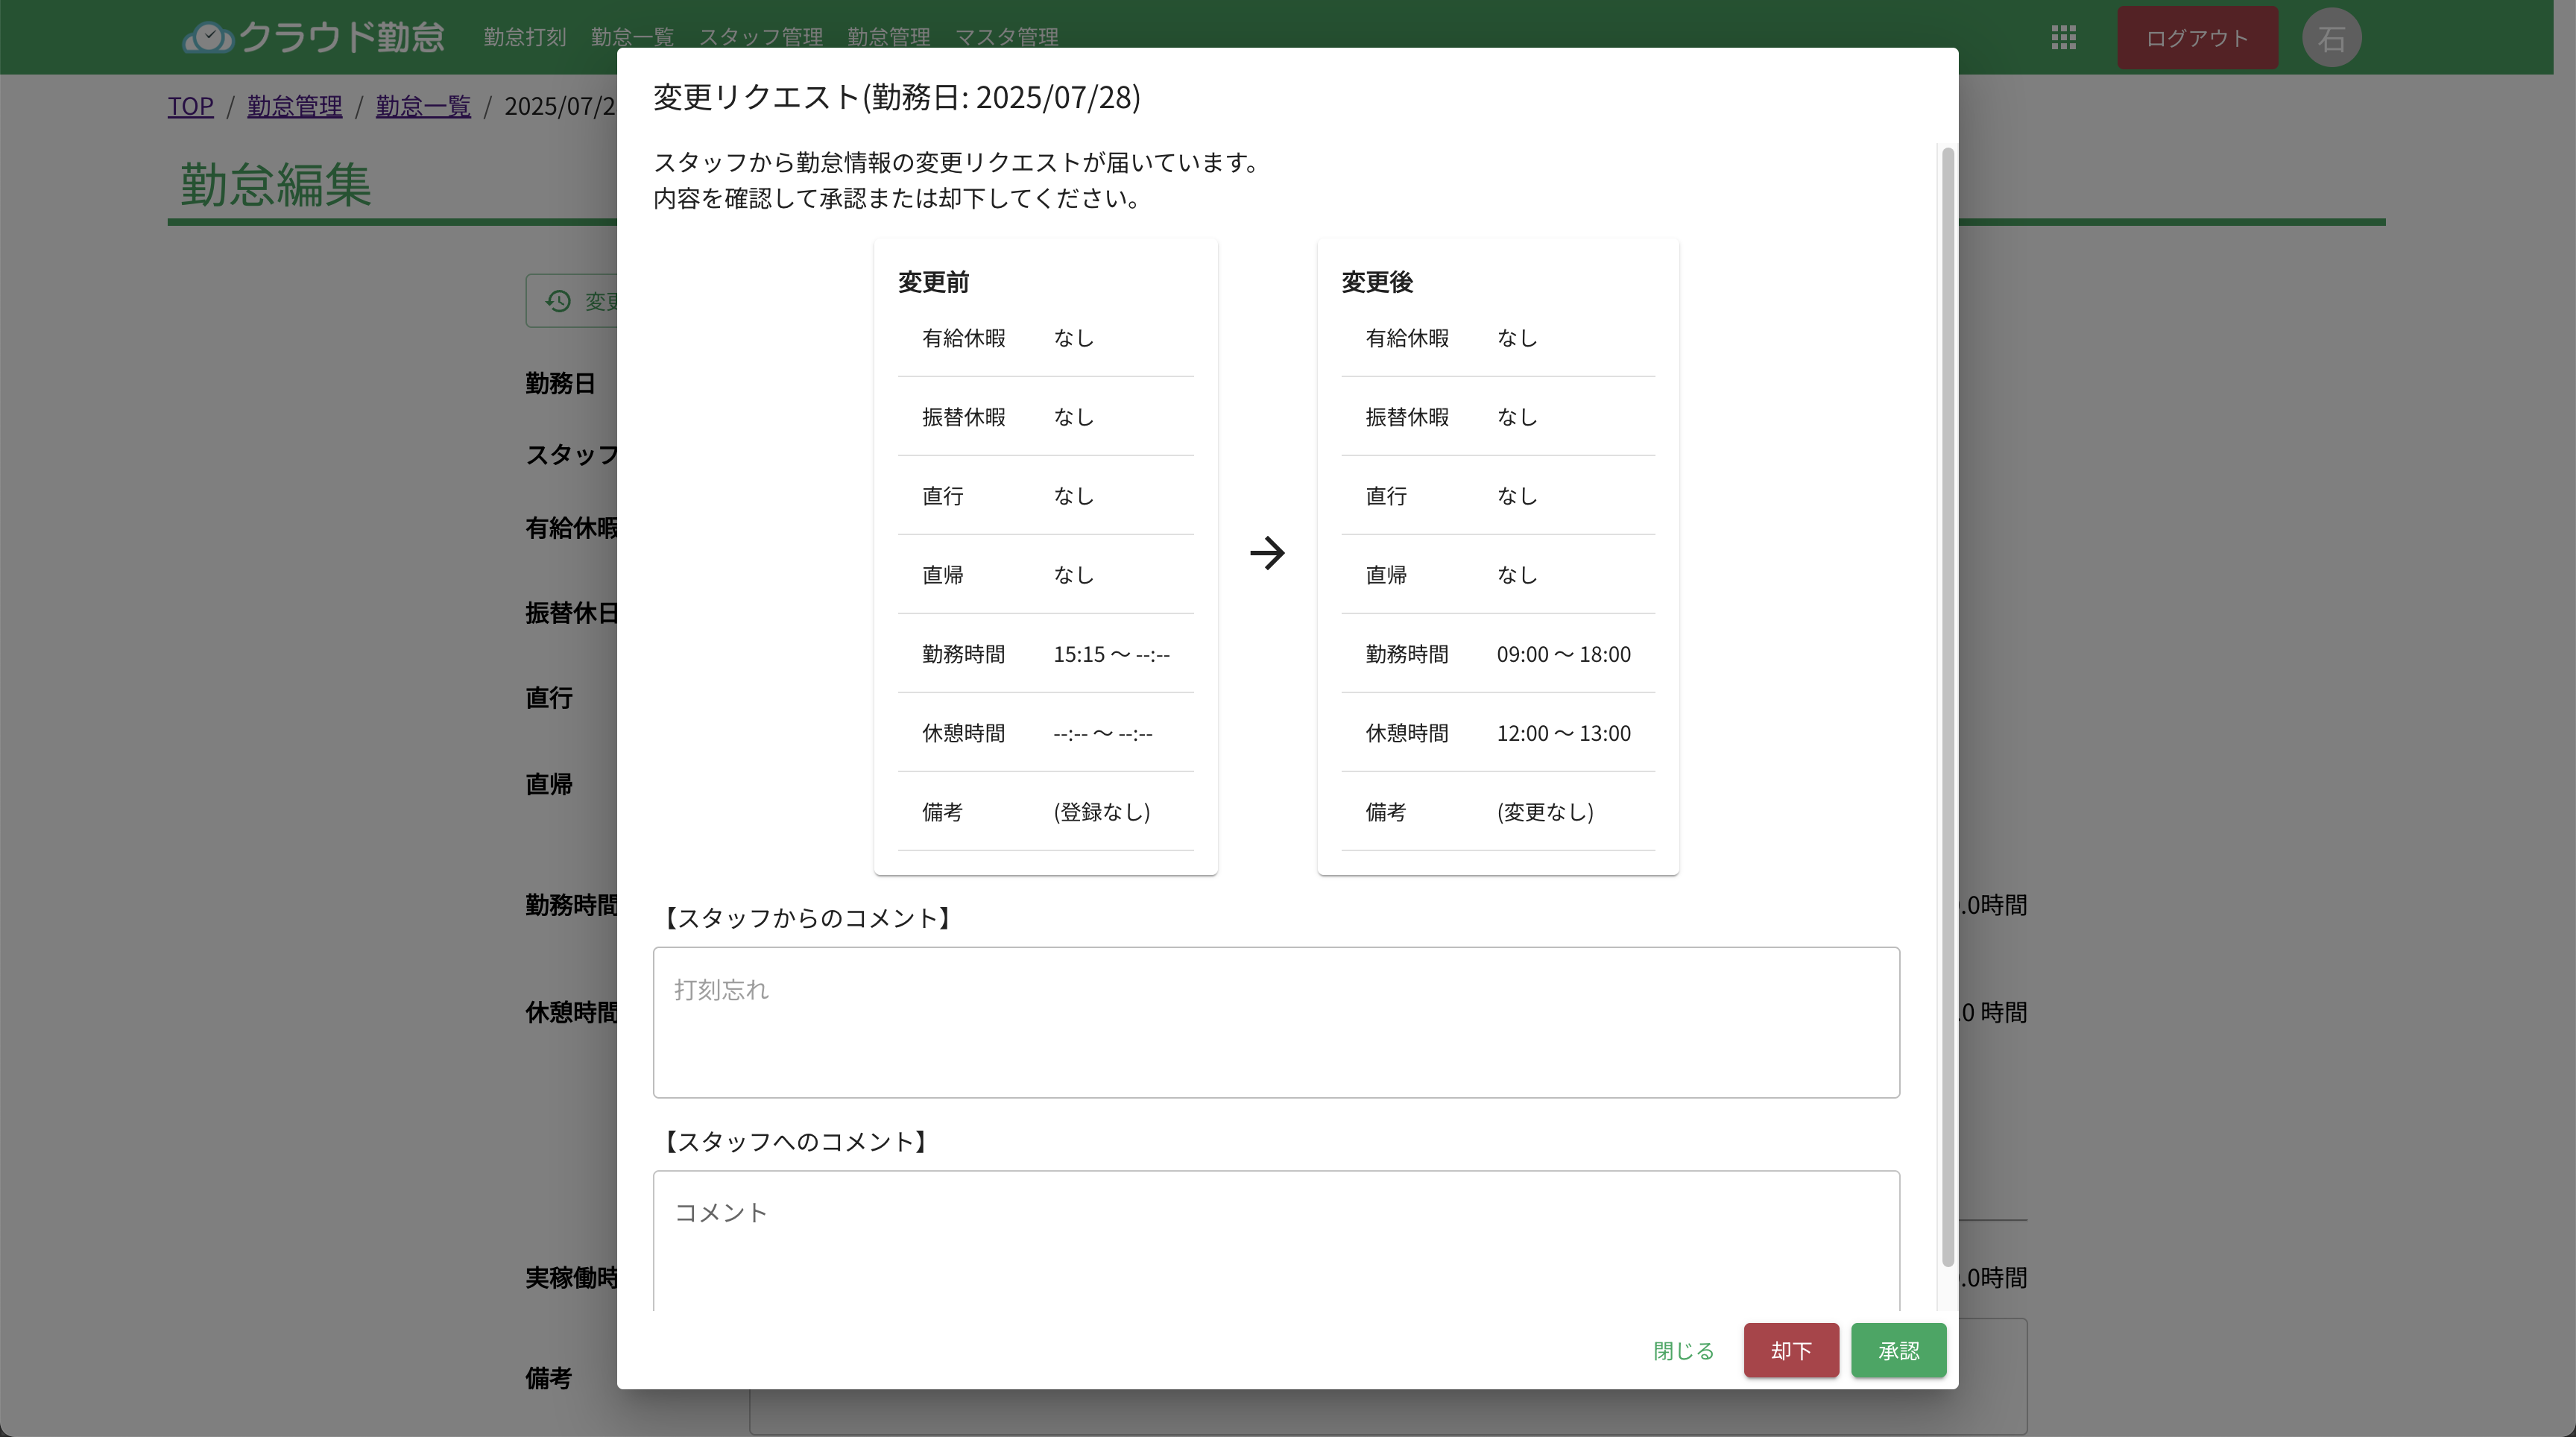 クラウド勤怠 勤怠打刻 勤怠一覧 スタッフ管理 勤怠管理 マスタ管理 ログアウト 石
TOP / 勤怠管理 / 勤怠一覧 / 2025/07/2
勤怠編集
変更
勤務日
スタッフ
有給休暇
振替休日
直行
直帰
勤務時間
休憩時間
実稼働時
備考
.0時間
.0 時間
.0時間
変更リクエスト(勤務日: 2025/07/28)
スタッフから勤怠情報の変更リクエストが届いています。
内容を確認して承認または却下してください。
変更前
有給休暇 なし
振替休暇 なし
直行 なし
直帰 なし
勤務時間 15:15 〜 --:--
休憩時間 --:-- 〜 --:--
備考 (登録なし)
変更後
有給休暇 なし
振替休暇 なし
直行 なし
直帰 なし
勤務時間 09:00 〜 18:00
休憩時間 12:00 〜 13:00
備考 (変更なし)
【スタッフからのコメント】
打刻忘れ
【スタッフへのコメント】
コメント
閉じる 却下 承認